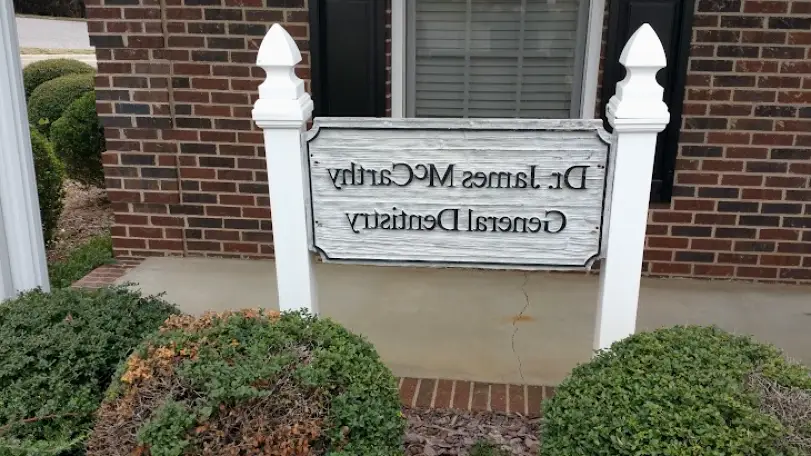 Dr. James McCarthy
General Dentistry